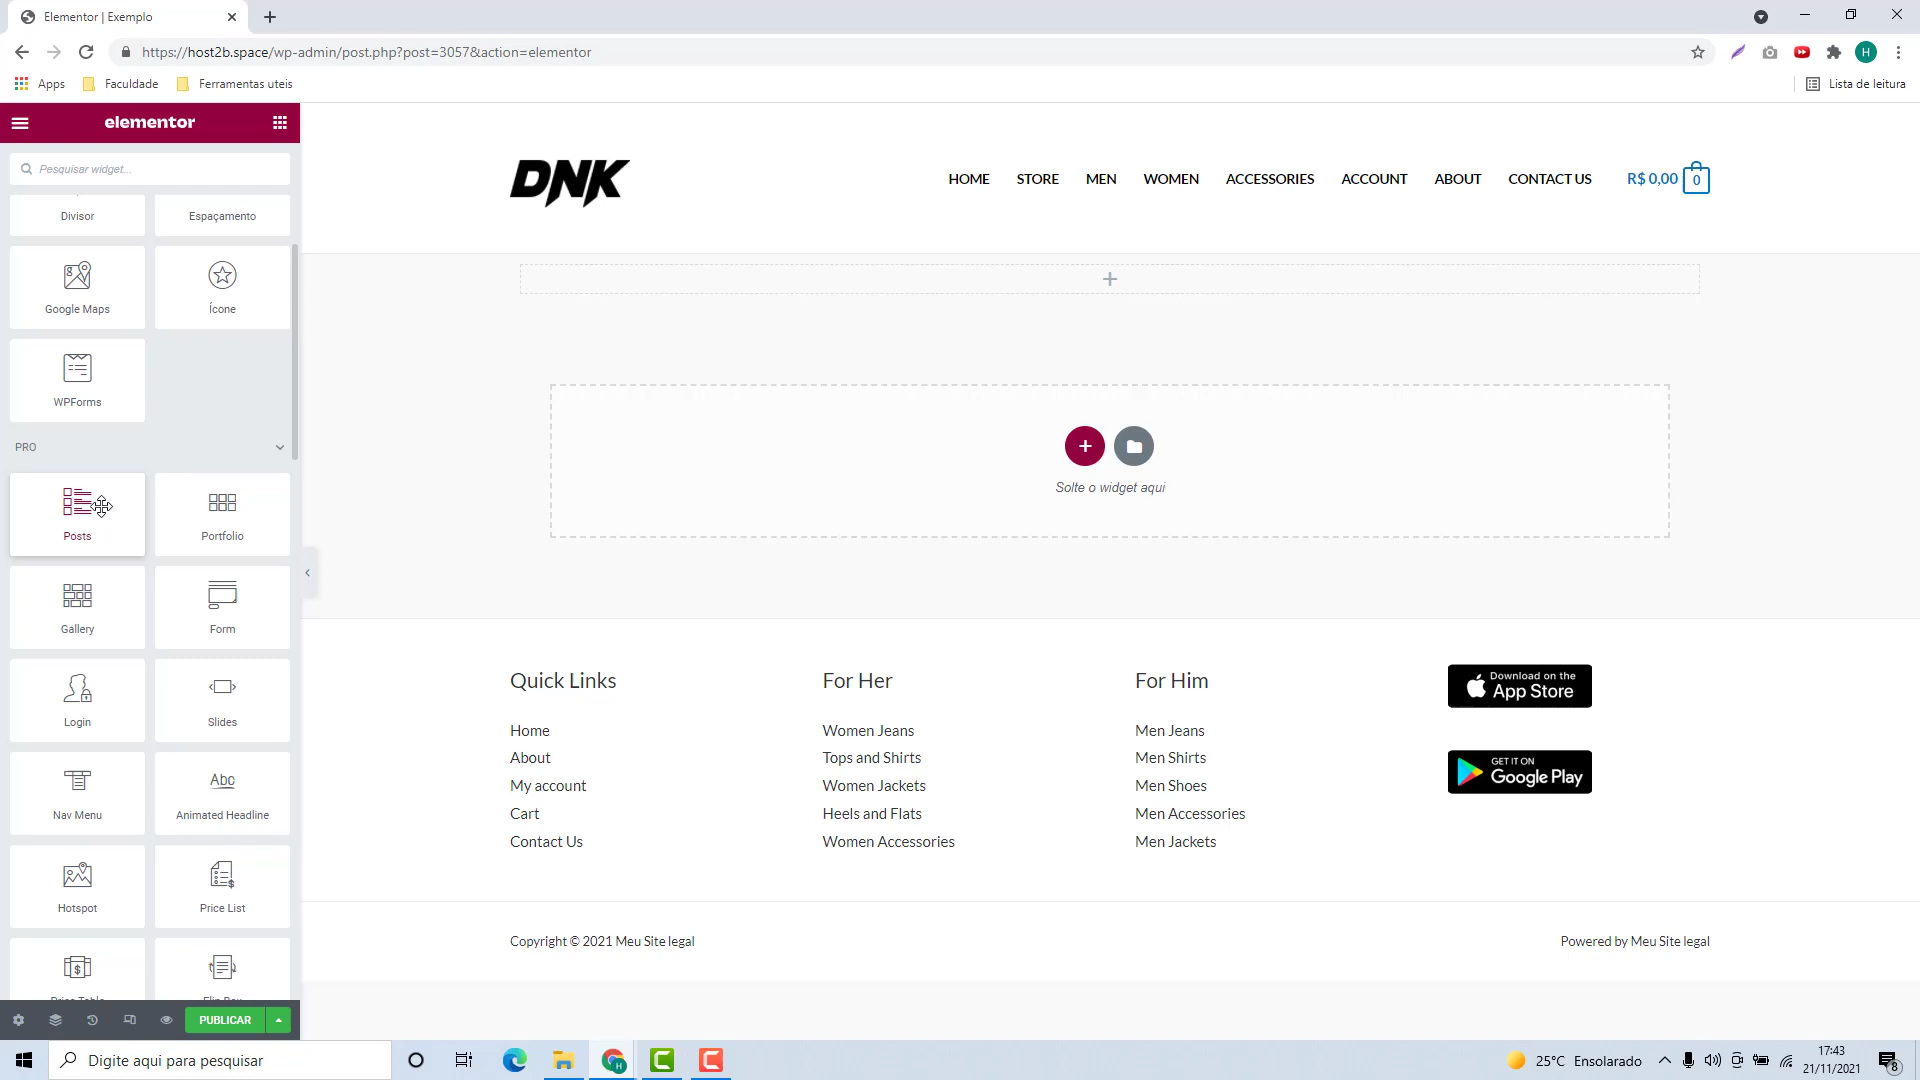 Elementor | Exemplo
https://host2b.space/wp-admin/post.php?post=3057&action=elementor
H
Apps
Faculdade
Ferramentas uteis
Lista de leitura
elementor
Pesquisar widget...
Divisor
Espaçamento
Google Maps
Ícone
WPForms
PRO
Posts
Portfolio
Gallery
Form
Login
Slides
Nav Menu
Abc
Animated Headline
Hotspot
Price List
PUBLICAR
DNK
HOME
STORE
MEN
WOMEN
ACCESSORIES
ACCOUNT
ABOUT
CONTACT US
R$ 0,00
0
Solte o widget aqui
Quick Links
Home
About
My account
Cart
Contact Us
For Her
Women Jeans
Tops and Shirts
Women Jackets
Heels and Flats
Women Accessories
For Him
Men Jeans
Men Shirts
Men Shoes
Men Accessories
Men Jackets
Download on the
App Store
GET IT ON
Google Play
Copyright © 2021 Meu Site legal
Powered by Meu Site legal
Digite aqui para pesquisar
25°C Ensolarado
17:43
21/11/2021
8